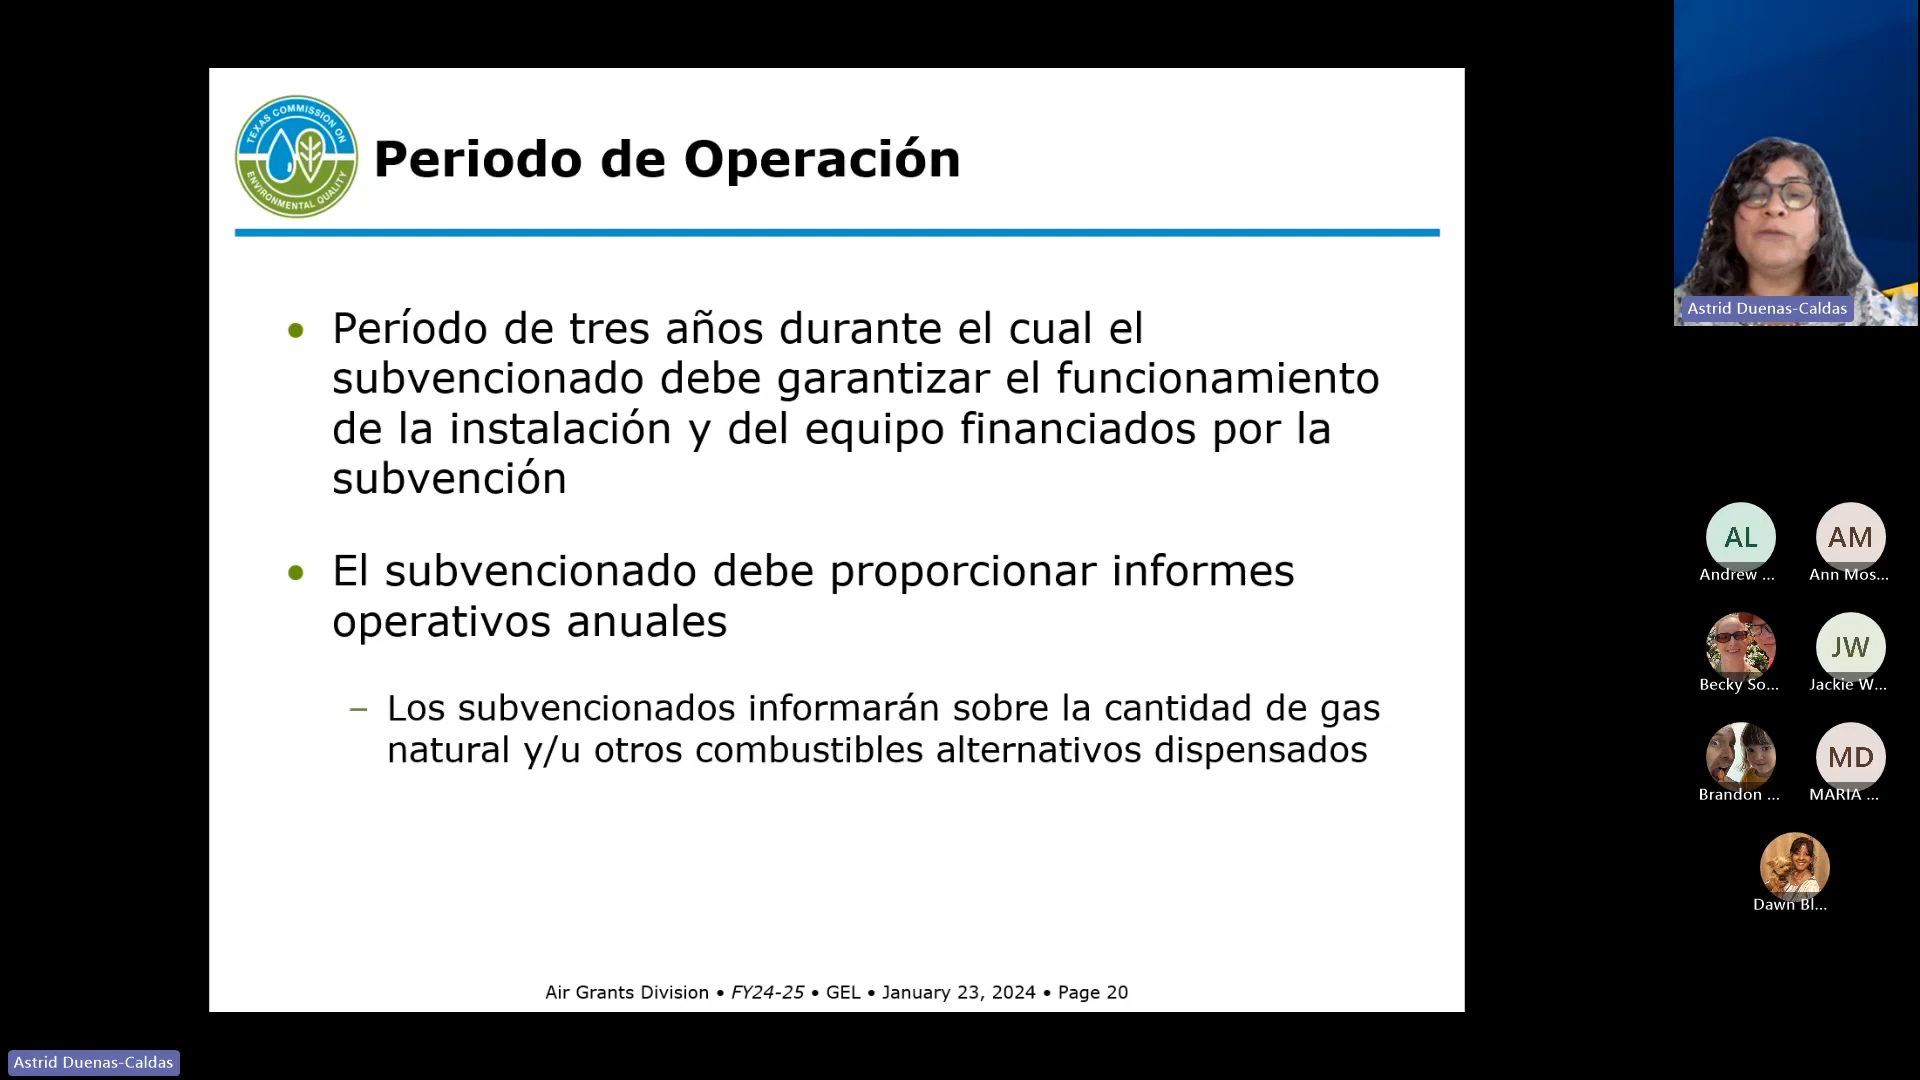 TEXAS COMMISSION ON
ENVIRONMENTAL QUALITY
Periodo de Operación
Período de tres años durante el cual el
subvencionado debe garantizar el funcionamiento
de la instalación y del equipo financiados por la
subvención
El subvencionado debe proporcionar informes
operativos anuales
– Los subvencionados informarán sobre la cantidad de gas
natural y/u otros combustibles alternativos dispensados
Air Grants Division • FY24-25 • GEL • January 23, 2024 • Page 20
Astrid Duenas-Caldas
AL
Andrew ...
AM
Ann Mos...
Becky So...
JW
Jackie W...
Brandon ...
MD
MARIA ...
Dawn Bl...
Astrid Duenas-Caldas